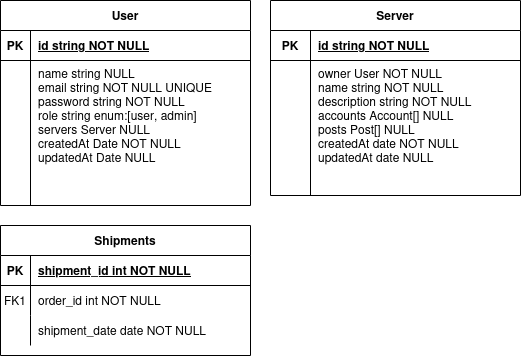 User
PK id string NOT NULL
name string NULL
email string NOT NULL UNIQUE
password string NOT NULL
role string enum:[user, admin]
servers Server NULL
createdAt Date NOT NULL
updatedAt Date NULL
Server
PK id string NOT NULL
owner User NOT NULL
name string NOT NULL
description string NOT NULL
accounts Account[] NULL
posts Post[] NULL
createdAt date NOT NULL
updatedAt date NULL
Shipments
PK shipment_id int NOT NULL
FK1 order_id int NOT NULL
shipment_date date NOT NULL